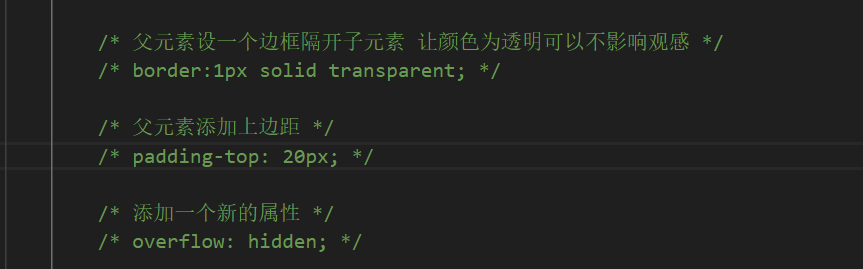 /* 父元素设一个边框隔开子元素 让颜色为透明可以不影响观感 */
/* border:1px solid transparent; */
/* 父元素添加上边距 */
/* padding-top: 20px; */
/* 添加一个新的属性 */
/* overflow: hidden; */